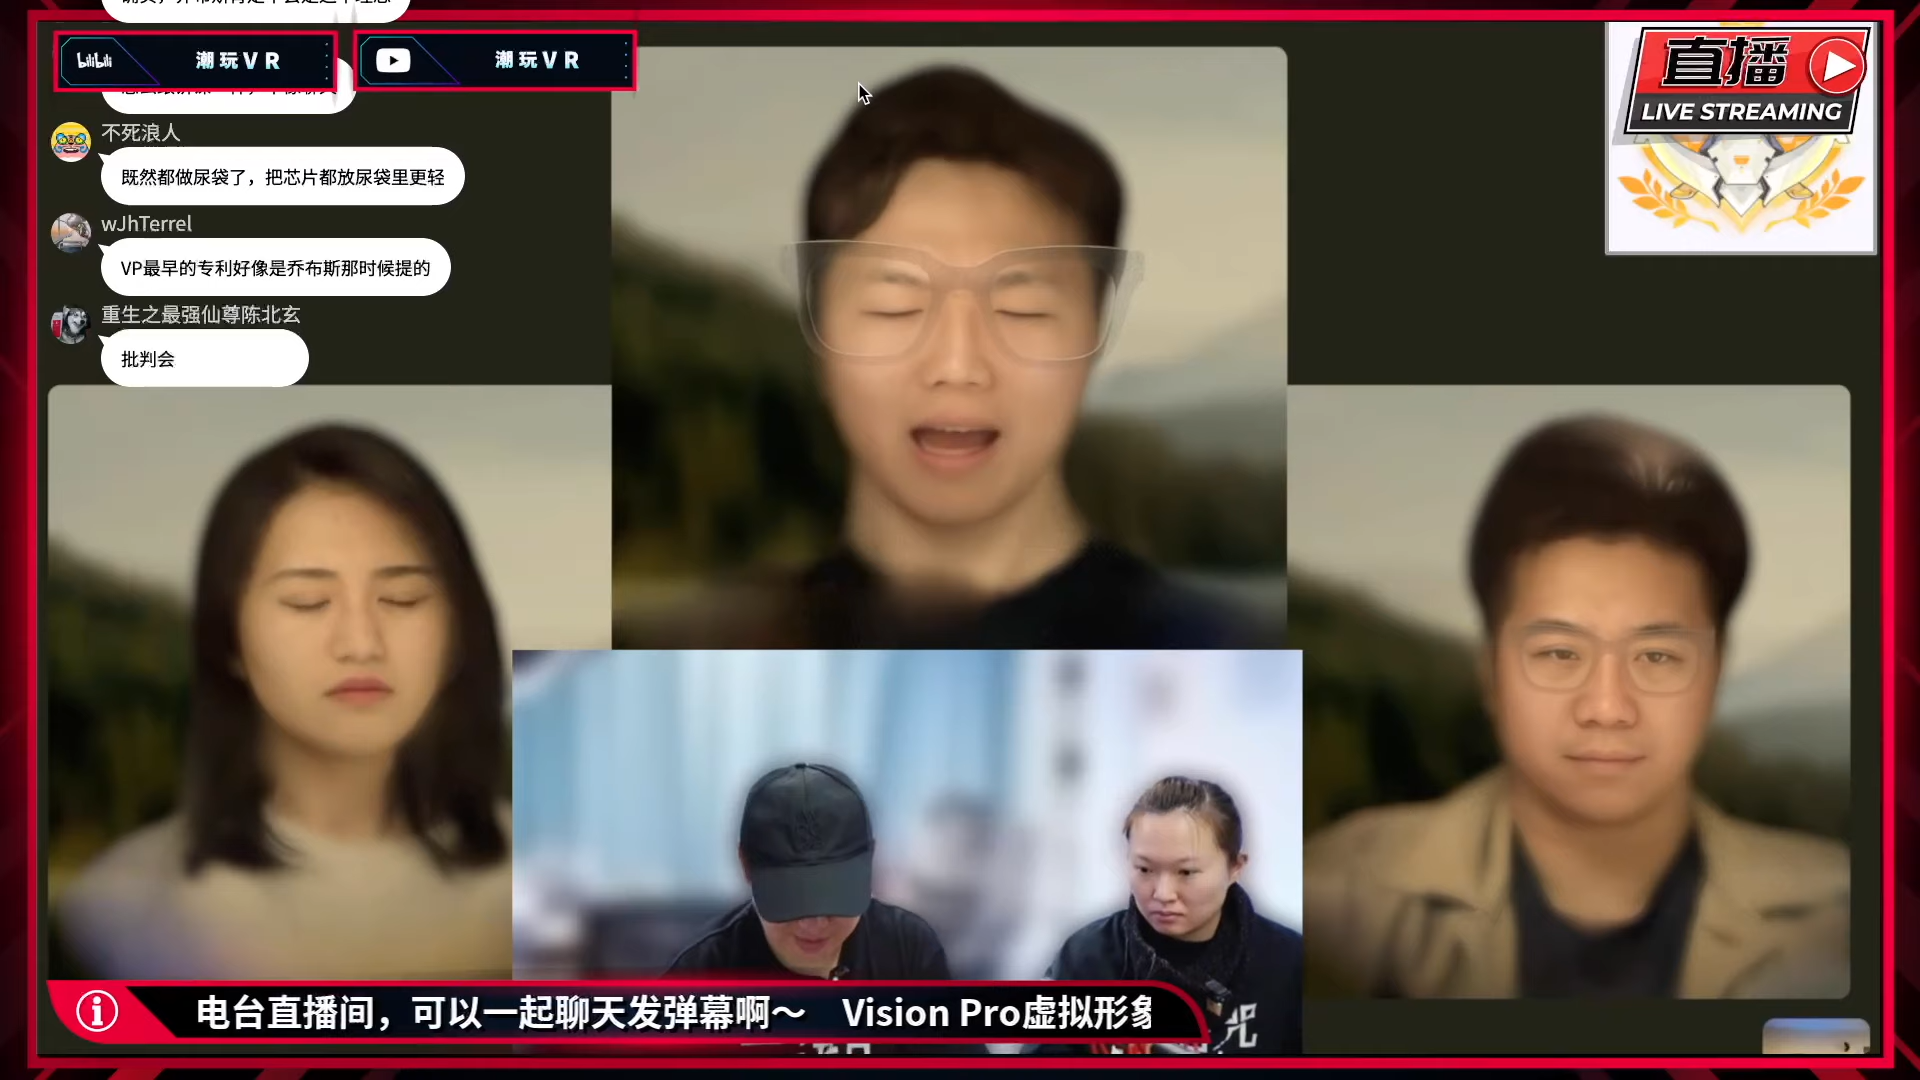 bilibili
潮玩VR
潮玩VR
不死浪人
既然都做尿袋了，把芯片都放尿袋里更轻
wJhTerrel
VP最早的专利好像是乔布斯那时候提的
重生之最强仙尊陈北玄
批判会
直播
LIVE STREAMING
电台直播间，可以一起聊天发弹幕啊～ Vision Pro虚拟形象
光